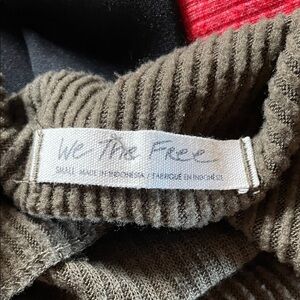 We The Free
SMALL MADE IN INDONESIA / FABRIQUÉ EN INDONÉSIE